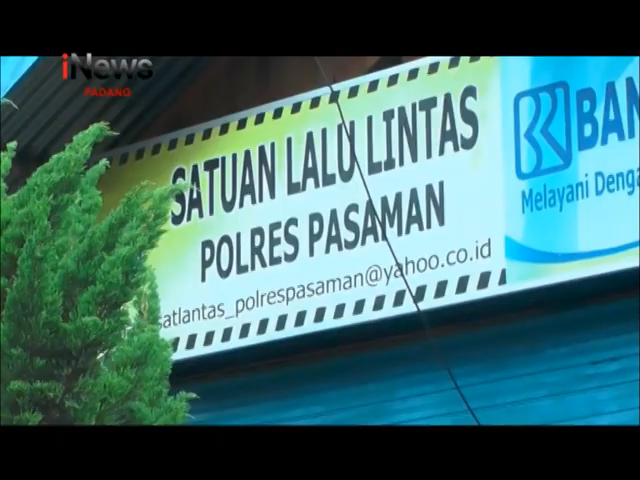 iNews
PADANG
SATUAN LALU LINTAS
POLRES PASAMAN
satlantas_polrespasaman@yahoo.co.id
BAN
Melayani Denga